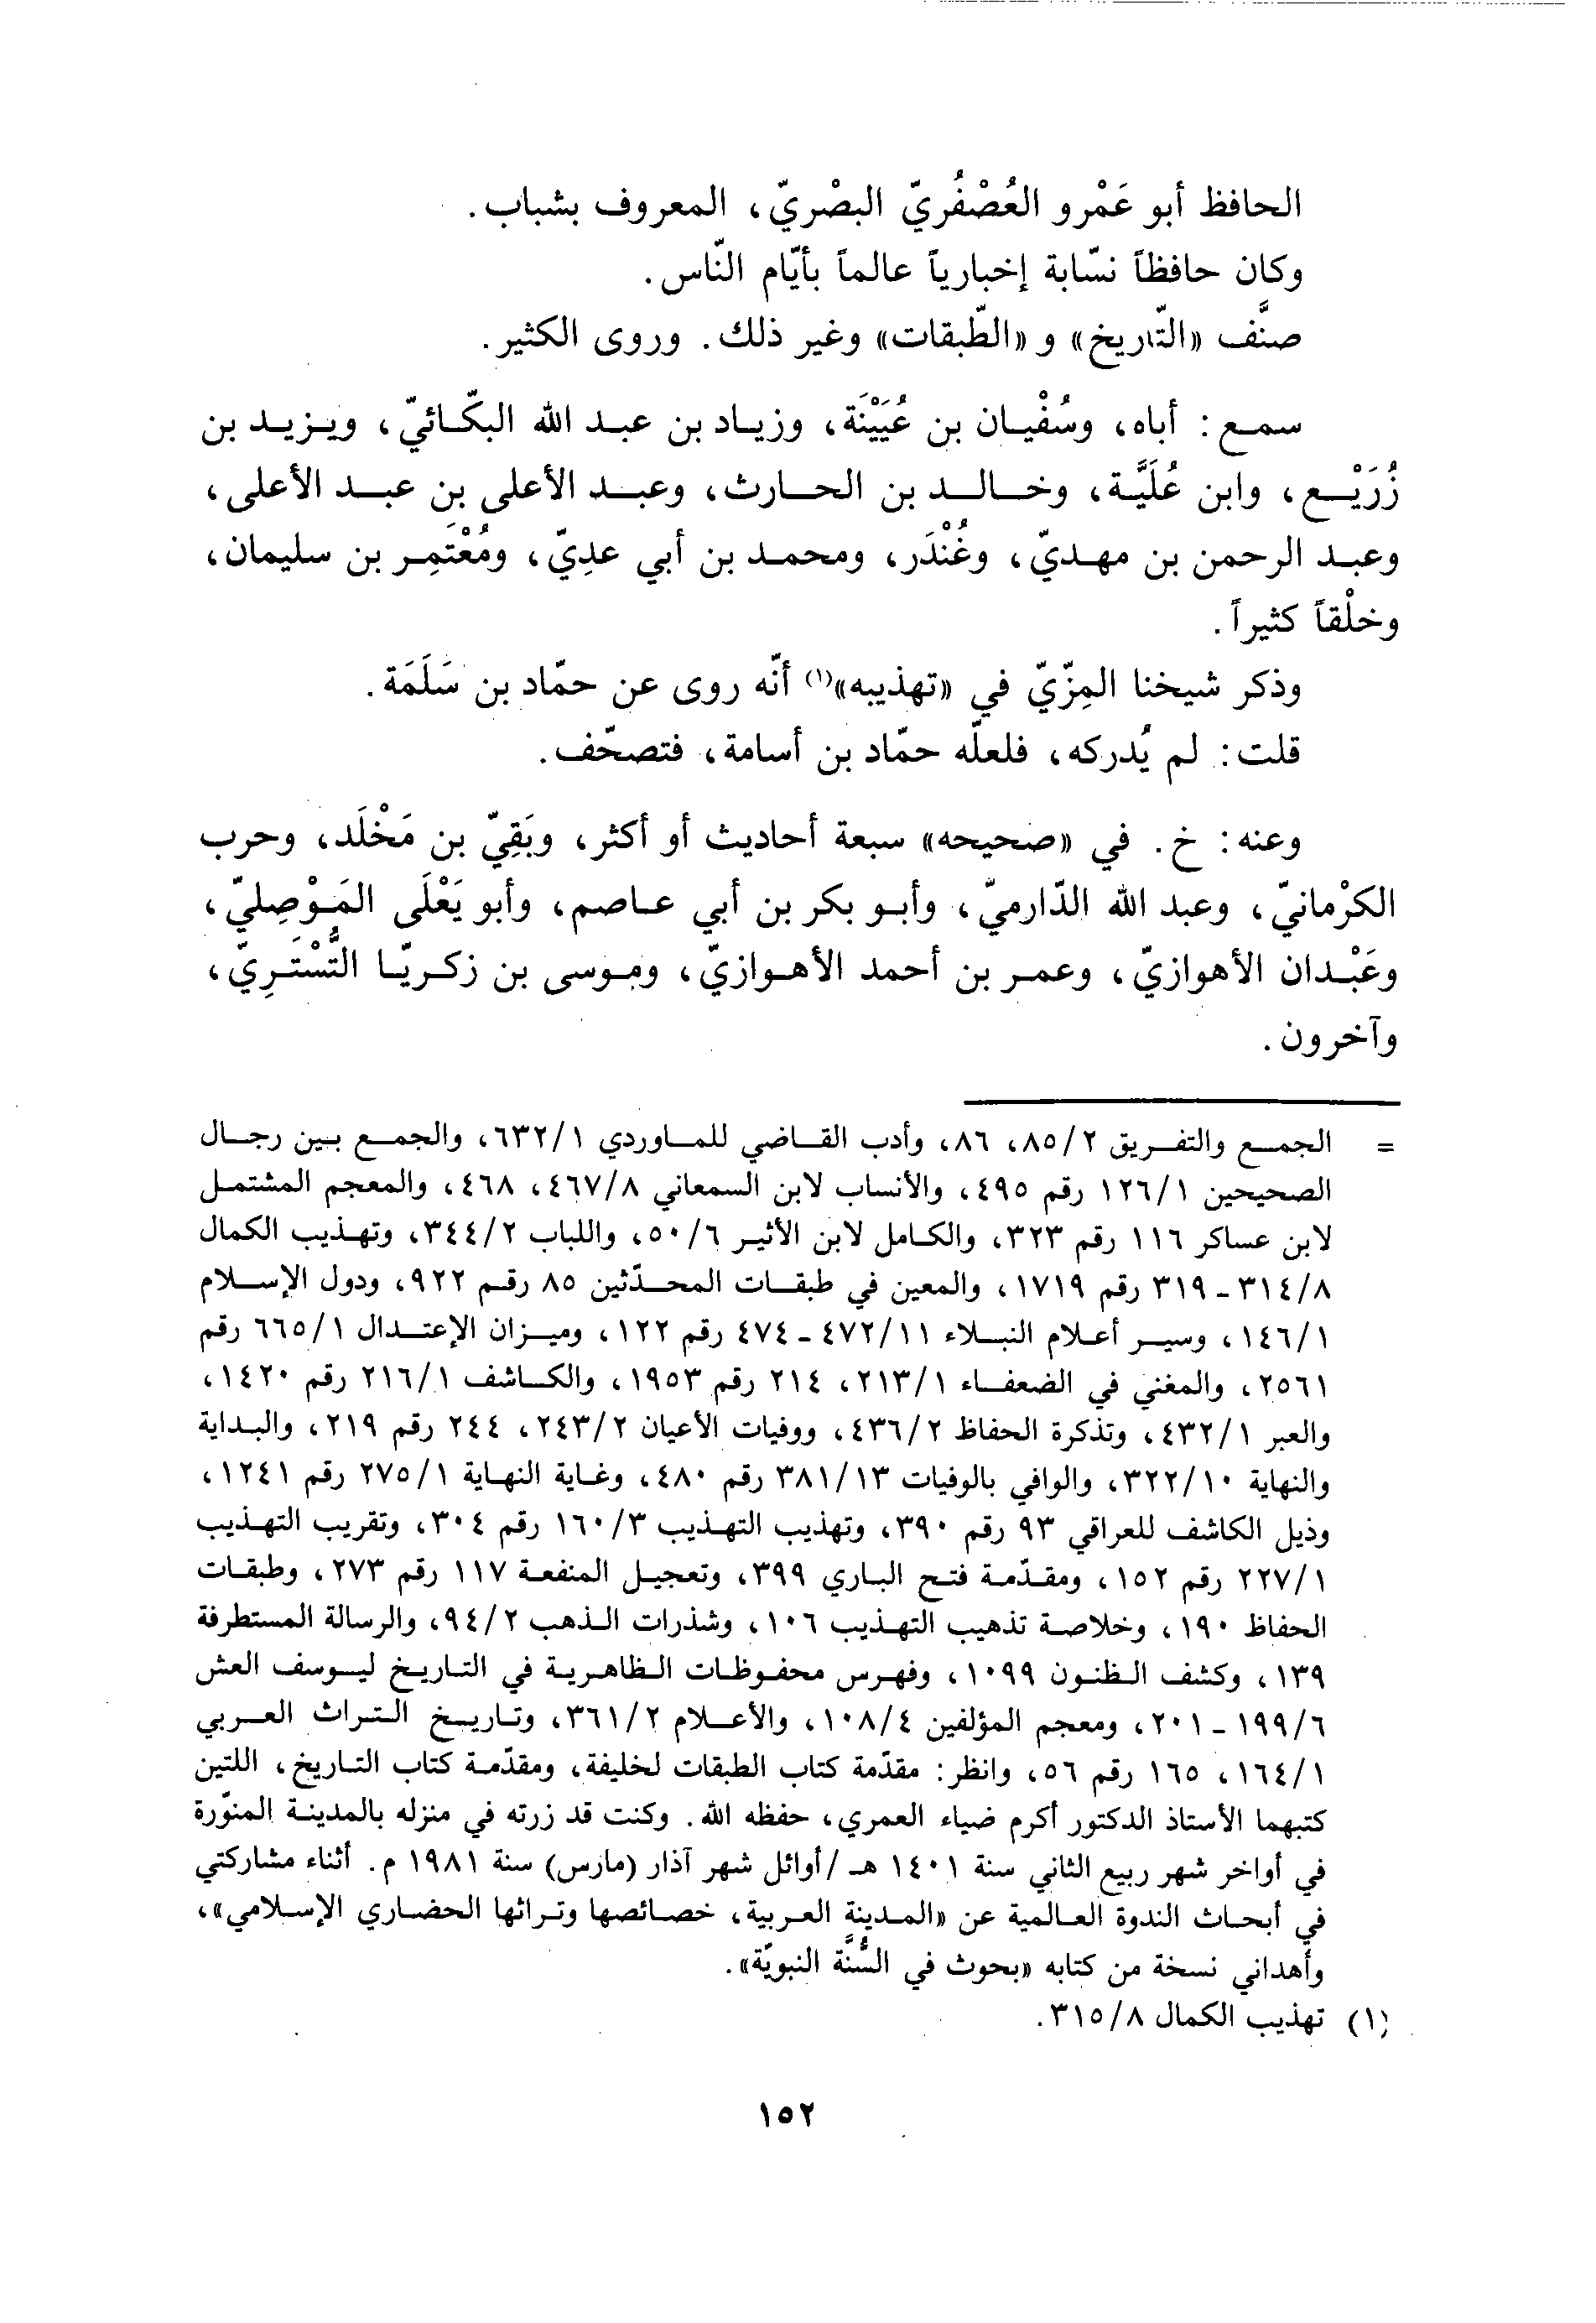 الحافظ أبو عَمْرو العُصْفُريّ البصْريّ، المعروف بشباب.
وكان حافظاً نسّابة إخبارياً عالماً بأيّام النّاس.
صنَّف «التّاريخ» و «الطّبقات» وغير ذلك. وروى الكثير.
سمع: أباه، وسُفْيان بن عُيَيْنَة، وزياد بن عبد الله البكّائيّ، ويزيد بن
زُرَيْع، وابن عُلَيَّة، وخالد بن الحارث، وعبد الأعلى بن عبد الأعلى،
وعبد الرحمن بن مهديّ، وغُنْدَر، ومحمد بن أبي عدِيّ، ومُعْتَمِر بن سليمان،
وخلْقاً كثيراً.
وذكر شيخنا المِزّيّ في «تهذيبه»(١) أنّه روى عن حمّاد بن سَلَمَة.
قلت: لم يُدركه، فلعلّه حمّاد بن أسامة، فتصحّف.
وعنه: خ. في «صحيحه» سبعة أحاديث أو أكثر، وبَقِيّ بن مَخْلَد، وحرب
الكرْمانيّ، وعبد الله الدّارميّ، وأبو بكر بن أبي عاصم، وأبو يَعْلَى المَوْصِليّ،
وعَبْدان الأهوازيّ، وعمر بن أحمد الأهوازيّ، وموسى بن زكريّا التُّسْتَرِيّ،
وآخرون.
= الجمع والتفريق ٨٥/٢، ٨٦، وأدب القاضي للماوردي ٦٣٢/١، والجمع بين رجال
الصحيحين ١٢٦/١ رقم ٤٩٥، والأنساب لابن السمعاني ٤٦٧/٨، ٤٦٨، والمعجم المشتمل
لابن عساكر ١١٦ رقم ٣٢٣، والكامل لابن الأثير ٥٠/٦، واللباب ٣٤٤/٢، وتهذيب الكمال
٣١٤/٨ - ٣١٩ رقم ١٧١٩، والمعين في طبقات المحدّثين ٨٥ رقم ٩٢٢، ودول الإسلام
١٤٦/١، وسير أعلام النبلاء ٤٧٢/١١ - ٤٧٤ رقم ١٢٢، وميزان الإعتدال ٦٦٥/١ رقم
٢٥٦١، والمغني في الضعفاء ٢١٣/١، ٢١٤ رقم ١٩٥٣، والكاشف ٢١٦/١ رقم ١٤٢٠،
والعبر ٤٣٢/١، وتذكرة الحفاظ ٤٣٦/٢، ووفيات الأعيان ٢٤٣/٢، ٢٤٤ رقم ٢١٩، والبداية
والنهاية ٣٢٢/١٠، والوافي بالوفيات ٣٨١/١٣ رقم ٤٨٠، وغاية النهاية ٢٧٥/١ رقم ١٢٤١،
وذيل الكاشف للعراقي ٩٣ رقم ٣٩٠، وتهذيب التهذيب ١٦٠/٣ رقم ٣٠٤، وتقريب التهذيب
٢٢٧/١ رقم ١٥٢، ومقدّمة فتح الباري ٣٩٩، وتعجيل المنفعة ١١٧ رقم ٢٧٣، وطبقات
الحفاظ ١٩٠، وخلاصة تذهيب التهذيب ١٠٦، وشذرات الذهب ٩٤/٢، والرسالة المستطرفة
١٣٩، وكشف الظنون ١٠٩٩، وفهرس محفوظات الظاهرية في التاريخ ليوسف العش
١٩٩/٦ - ٢٠١، ومعجم المؤلفين ١٠٨/٤، والأعلام ٣٦١/٢، وتاريخ التراث العربي
١٦٤/١، ١٦٥ رقم ٥٦، وانظر: مقدّمة كتاب الطبقات لخليفة، ومقدّمة كتاب التاريخ، اللتين
كتبهما الأستاذ الدكتور أكرم ضياء العمري، حفظه الله. وكنت قد زرته في منزله بالمدينة المنوّرة
في أواخر شهر ربيع الثاني سنة ١٤٠١ هـ/أوائل شهر آذار (مارس) سنة ١٩٨١ م. أثناء مشاركتي
في أبحاث الندوة العالمية عن «المدينة العربية، خصائصها وتراثها الحضاري الإسلامي»،
وأهداني نسخة من كتابه «بحوث في السُّنَّة النبويّة».
(١) تهذيب الكمال ٣١٥/٨.
١٥٢